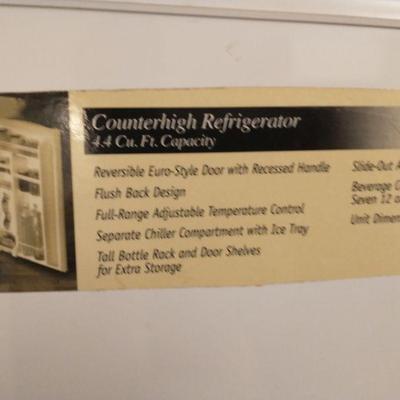 Counterhigh Refrigerator
4.4 Cu. Ft. Capacity
Reversible Euro-Style Door with Recessed Handle
Flush Back Design
Full-Range Adjustable Temperature Control
Separate Chiller Compartment with Ice Tray
Tall Bottle Rack and Door Shelves
for Extra Storage
Slide-Out
Beverage
Seven 12
Unit